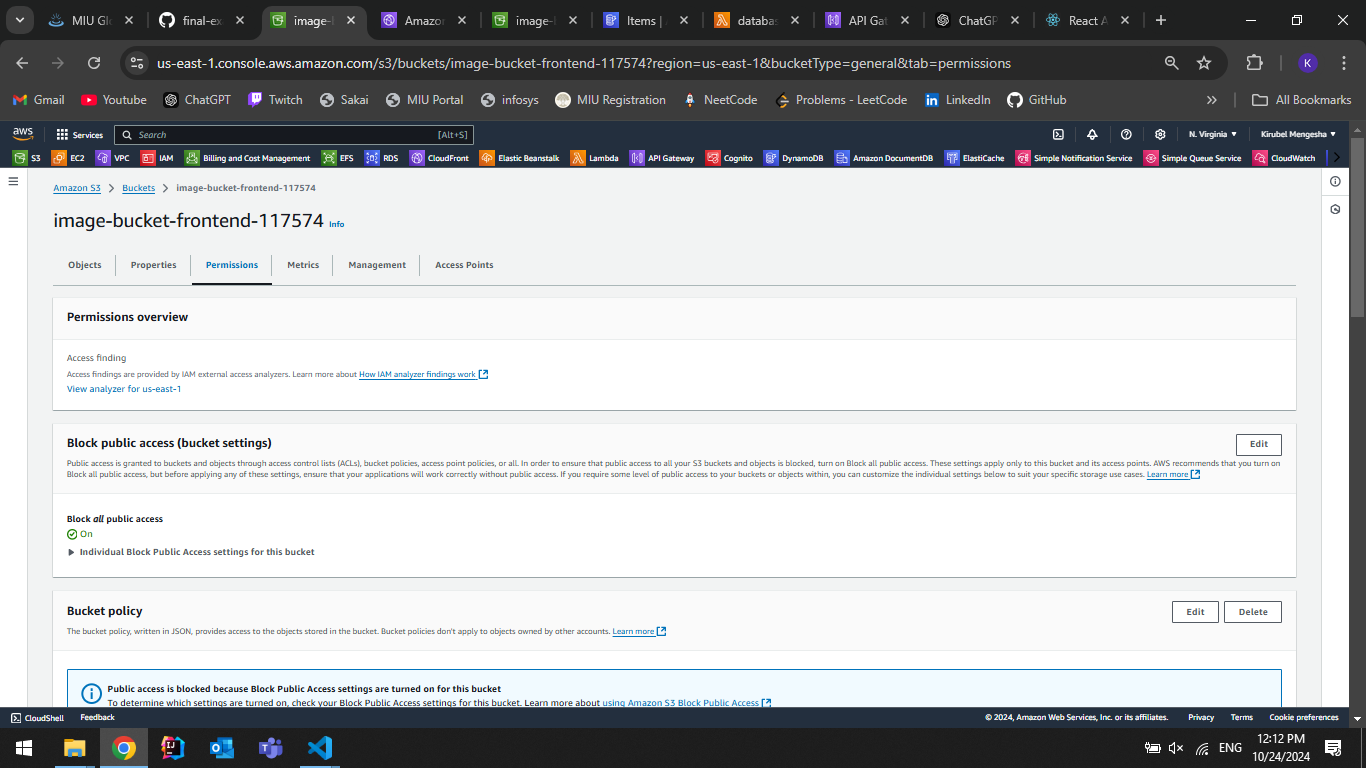 MIU Glo
final-ex
image-b
Amazon
image-b
Items | A
databas
API Gat
ChatGP
React A
us-east-1.console.aws.amazon.com/s3/buckets/image-bucket-frontend-117574?region=us-east-1&bucketType=general&tab=permissions
K
Gmail
YouTube
ChatGPT
Twitch
Sakai
MIU Portal
infosys
MIU Registration
NeetCode
Problems - LeetCode
LinkedIn
GitHub
All Bookmarks
aws
Services
Search
[Alt+S]
N. Virginia
Kirubel Mengesha
S3
EC2
VPC
IAM
Billing and Cost Management
EFS
RDS
CloudFront
Elastic Beanstalk
Lambda
API Gateway
Cognito
DynamoDB
Amazon DocumentDB
ElastiCache
Simple Notification Service
Simple Queue Service
CloudWatch
Amazon S3
Buckets
image-bucket-frontend-117574
image-bucket-frontend-117574 Info
Objects
Properties
Permissions
Metrics
Management
Access Points
Permissions overview
Access finding
Access findings are provided by IAM external access analyzers. Learn more about How IAM analyzer findings work
View analyzer for us-east-1
Block public access (bucket settings)
Edit
Public access is granted to buckets and objects through access control lists (ACLs), bucket policies, access point policies, or all. In order to ensure that public access to all your S3 buckets and objects is blocked, turn on Block all public access. These settings apply only to this bucket and its access points. AWS recommends that you turn on
Block all public access, but before applying any of these settings, ensure that your applications will work correctly without public access. If you require some level of public access to your buckets or objects within, you can customize the individual settings below to suit your specific storage use cases. Learn more
Block all public access
On
Individual Block Public Access settings for this bucket
Bucket policy
Edit
Delete
The bucket policy, written in JSON, provides access to the objects stored in the bucket. Bucket policies don't apply to objects owned by other accounts. Learn more
Public access is blocked because Block Public Access settings are turned on for this bucket
To determine which settings are turned on, check your Block Public Access settings for this bucket. Learn more about using Amazon S3 Block Public Access
CloudShell
Feedback
© 2024, Amazon Web Services, Inc. or its affiliates.
Privacy
Terms
Cookie preferences
ENG
12:12 PM
10/24/2024